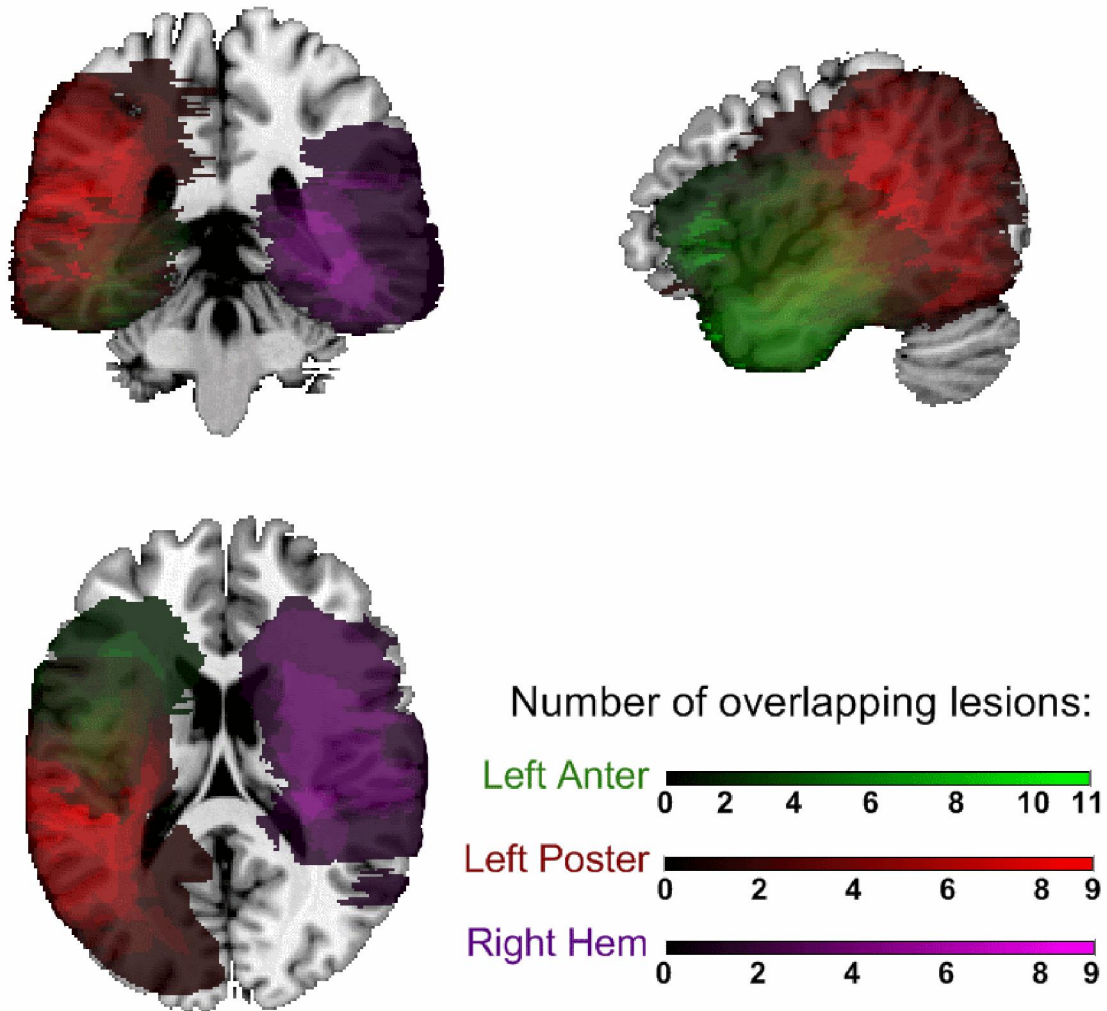 Number of overlapping lesions:
Left Anter
0 2 4 6 8 10 11
Left Poster
0 2 4 6 8 9
Right Hem
0 2 4 6 8 9